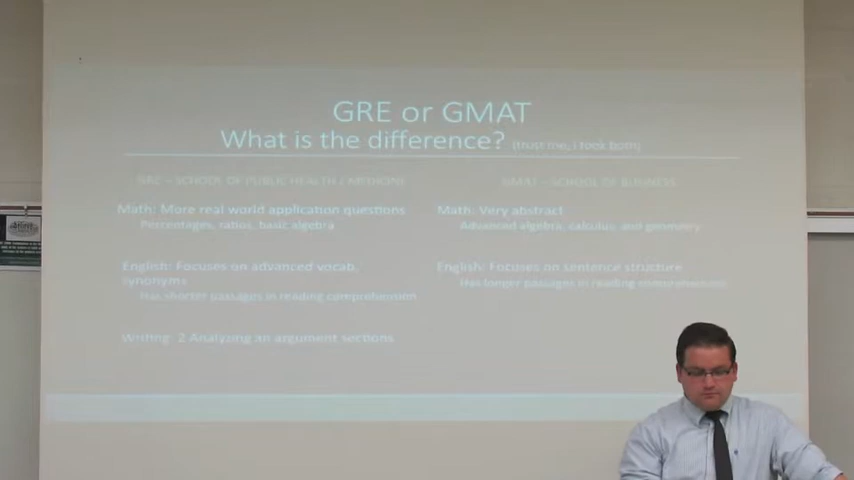 GRE or GMAT
What is the difference? (trust me, i took both)
GRE – SCHOOL OF PUBLIC HEALTH / MEDICINE
Math: More real world application questions
Percentages, ratios, basic algebra
English: Focuses on advanced vocab,
synonyms
Has shorter passages in reading comprehension
Writing: 2 Analyzing an argument sections
GMAT – SCHOOL OF BUSINESS
Math: Very abstract
Advanced algebra, calculus, and geometry
English: Focuses on sentence structure
Has longer passages in reading comprehension